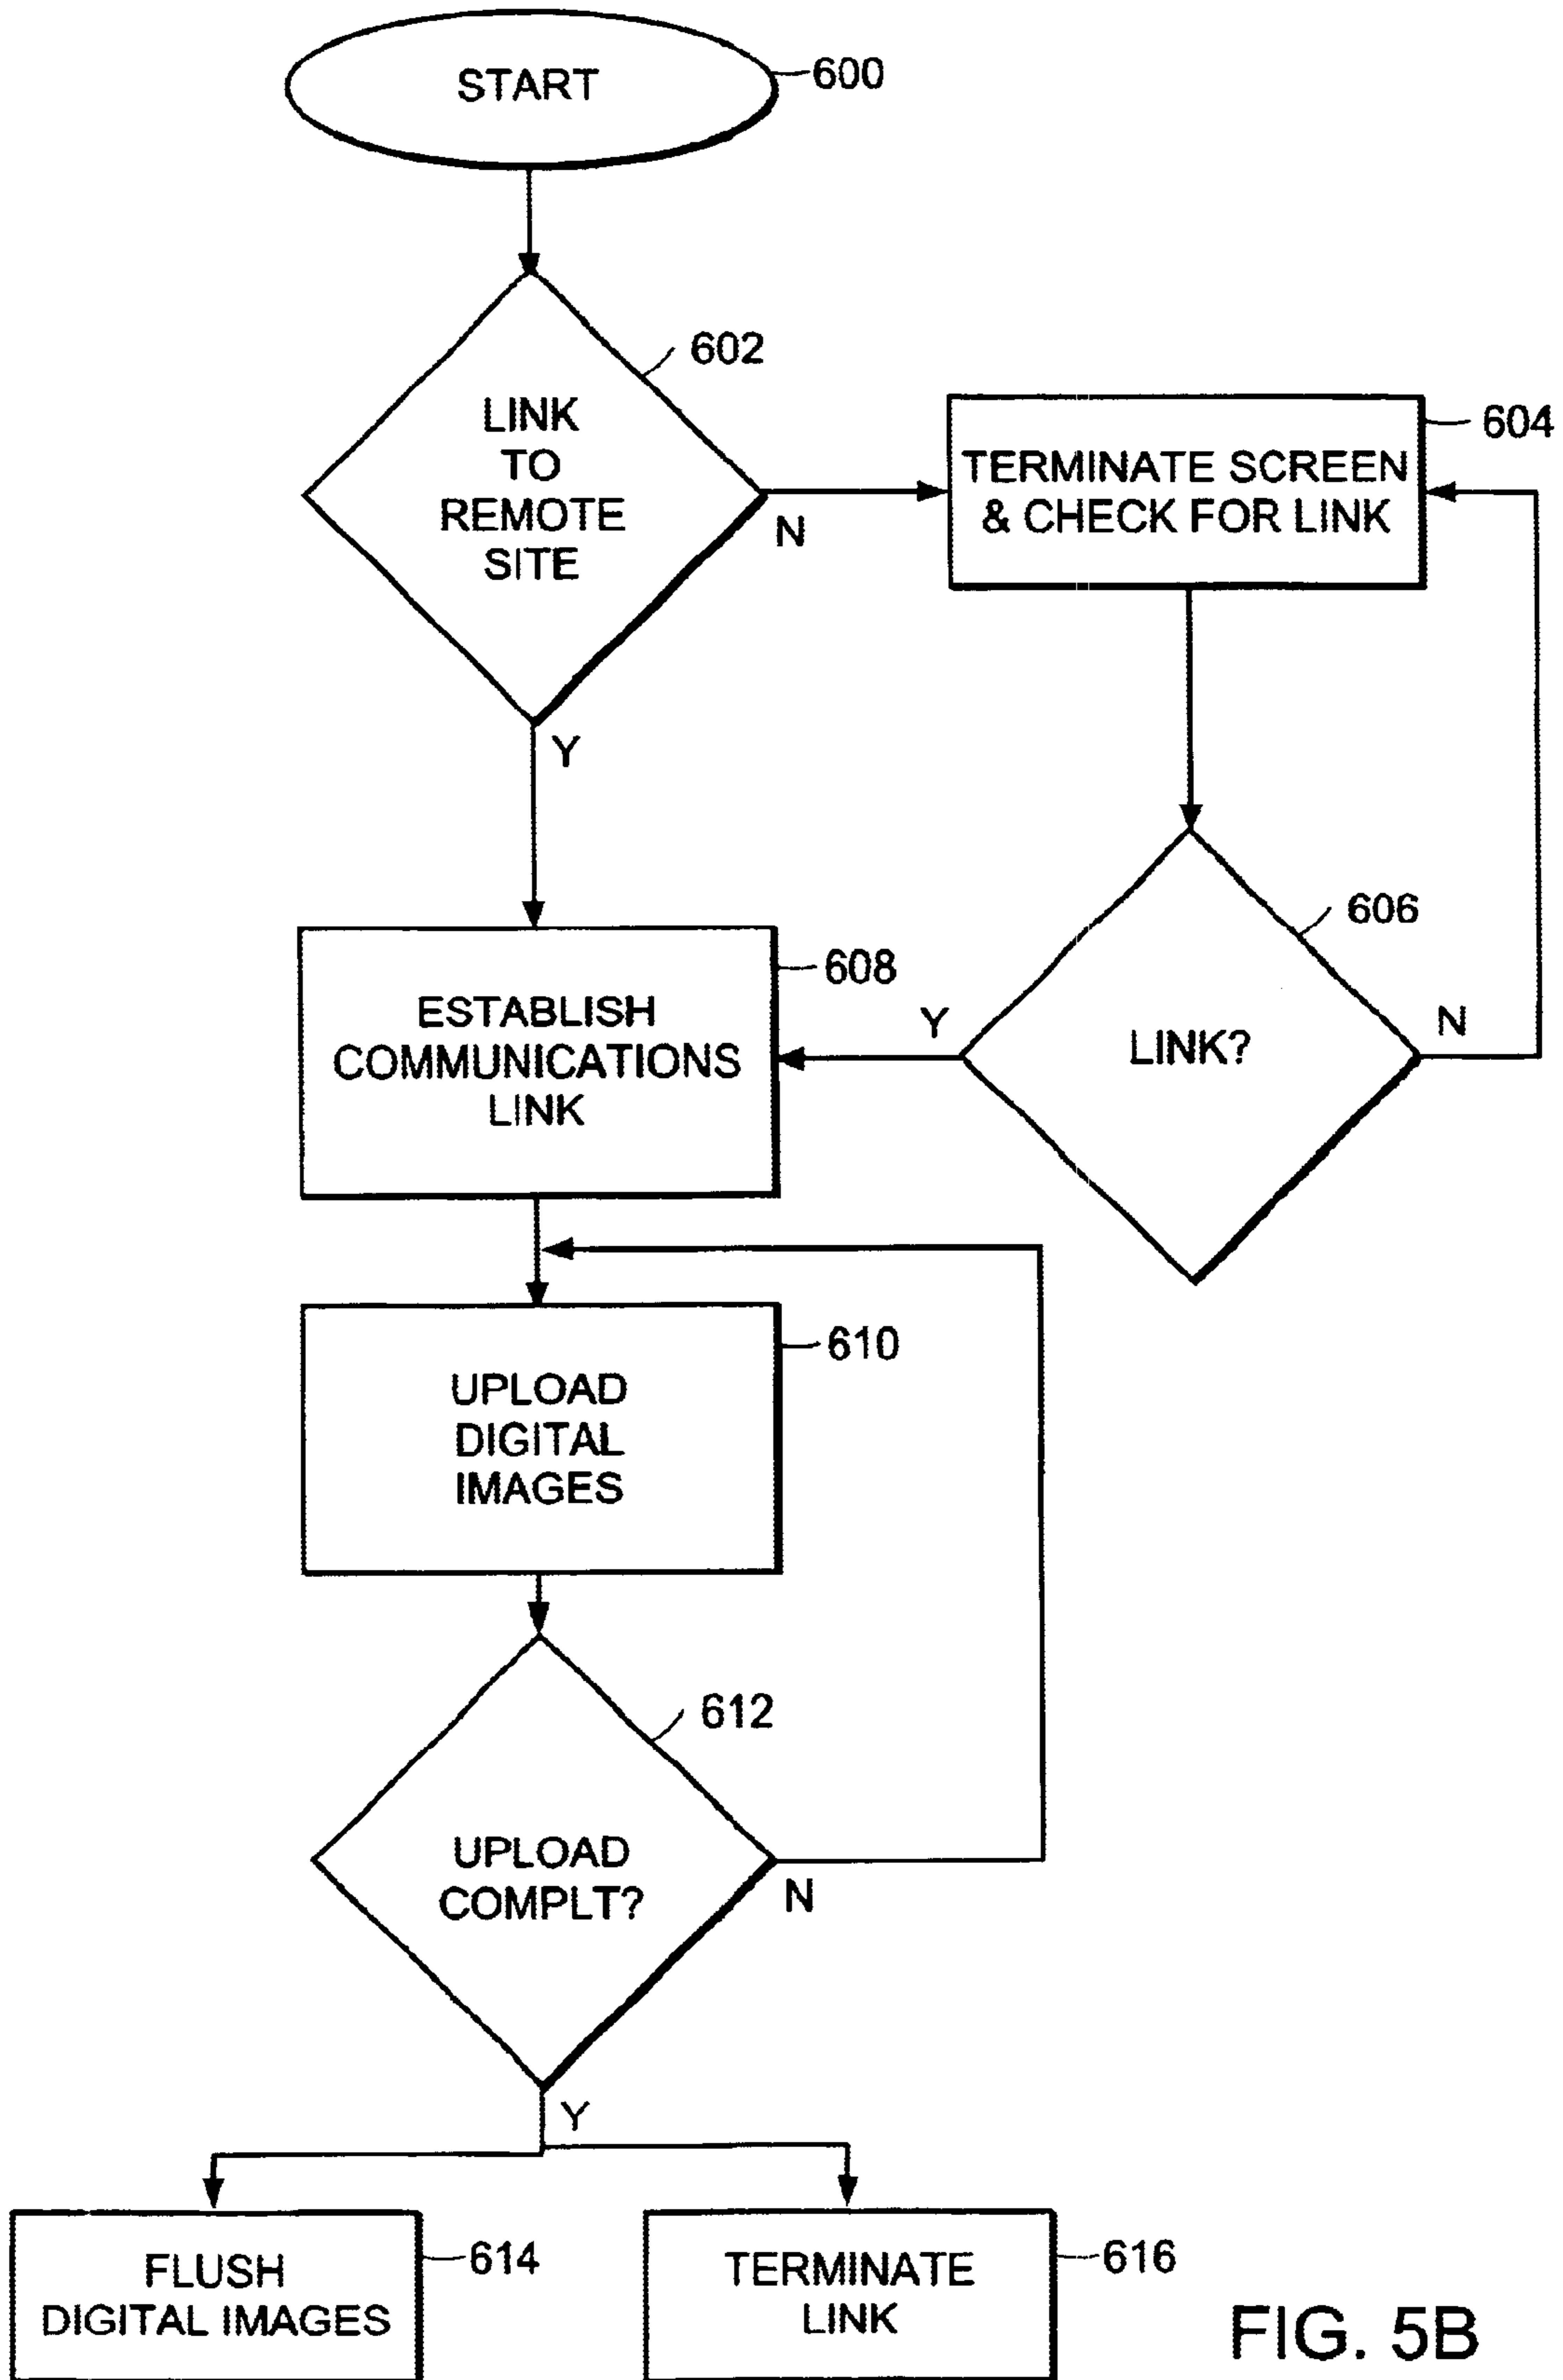 START
600
LINK
TO
REMOTE
SITE
602
N
Y
TERMINATE SCREEN
& CHECK FOR LINK
604
LINK?
606
Y
N
ESTABLISH
COMMUNICATIONS
LINK
608
UPLOAD
DIGITAL
IMAGES
610
UPLOAD
COMPLT?
612
N
Y
FLUSH
DIGITAL IMAGES
614
TERMINATE
LINK
616
FIG. 5B